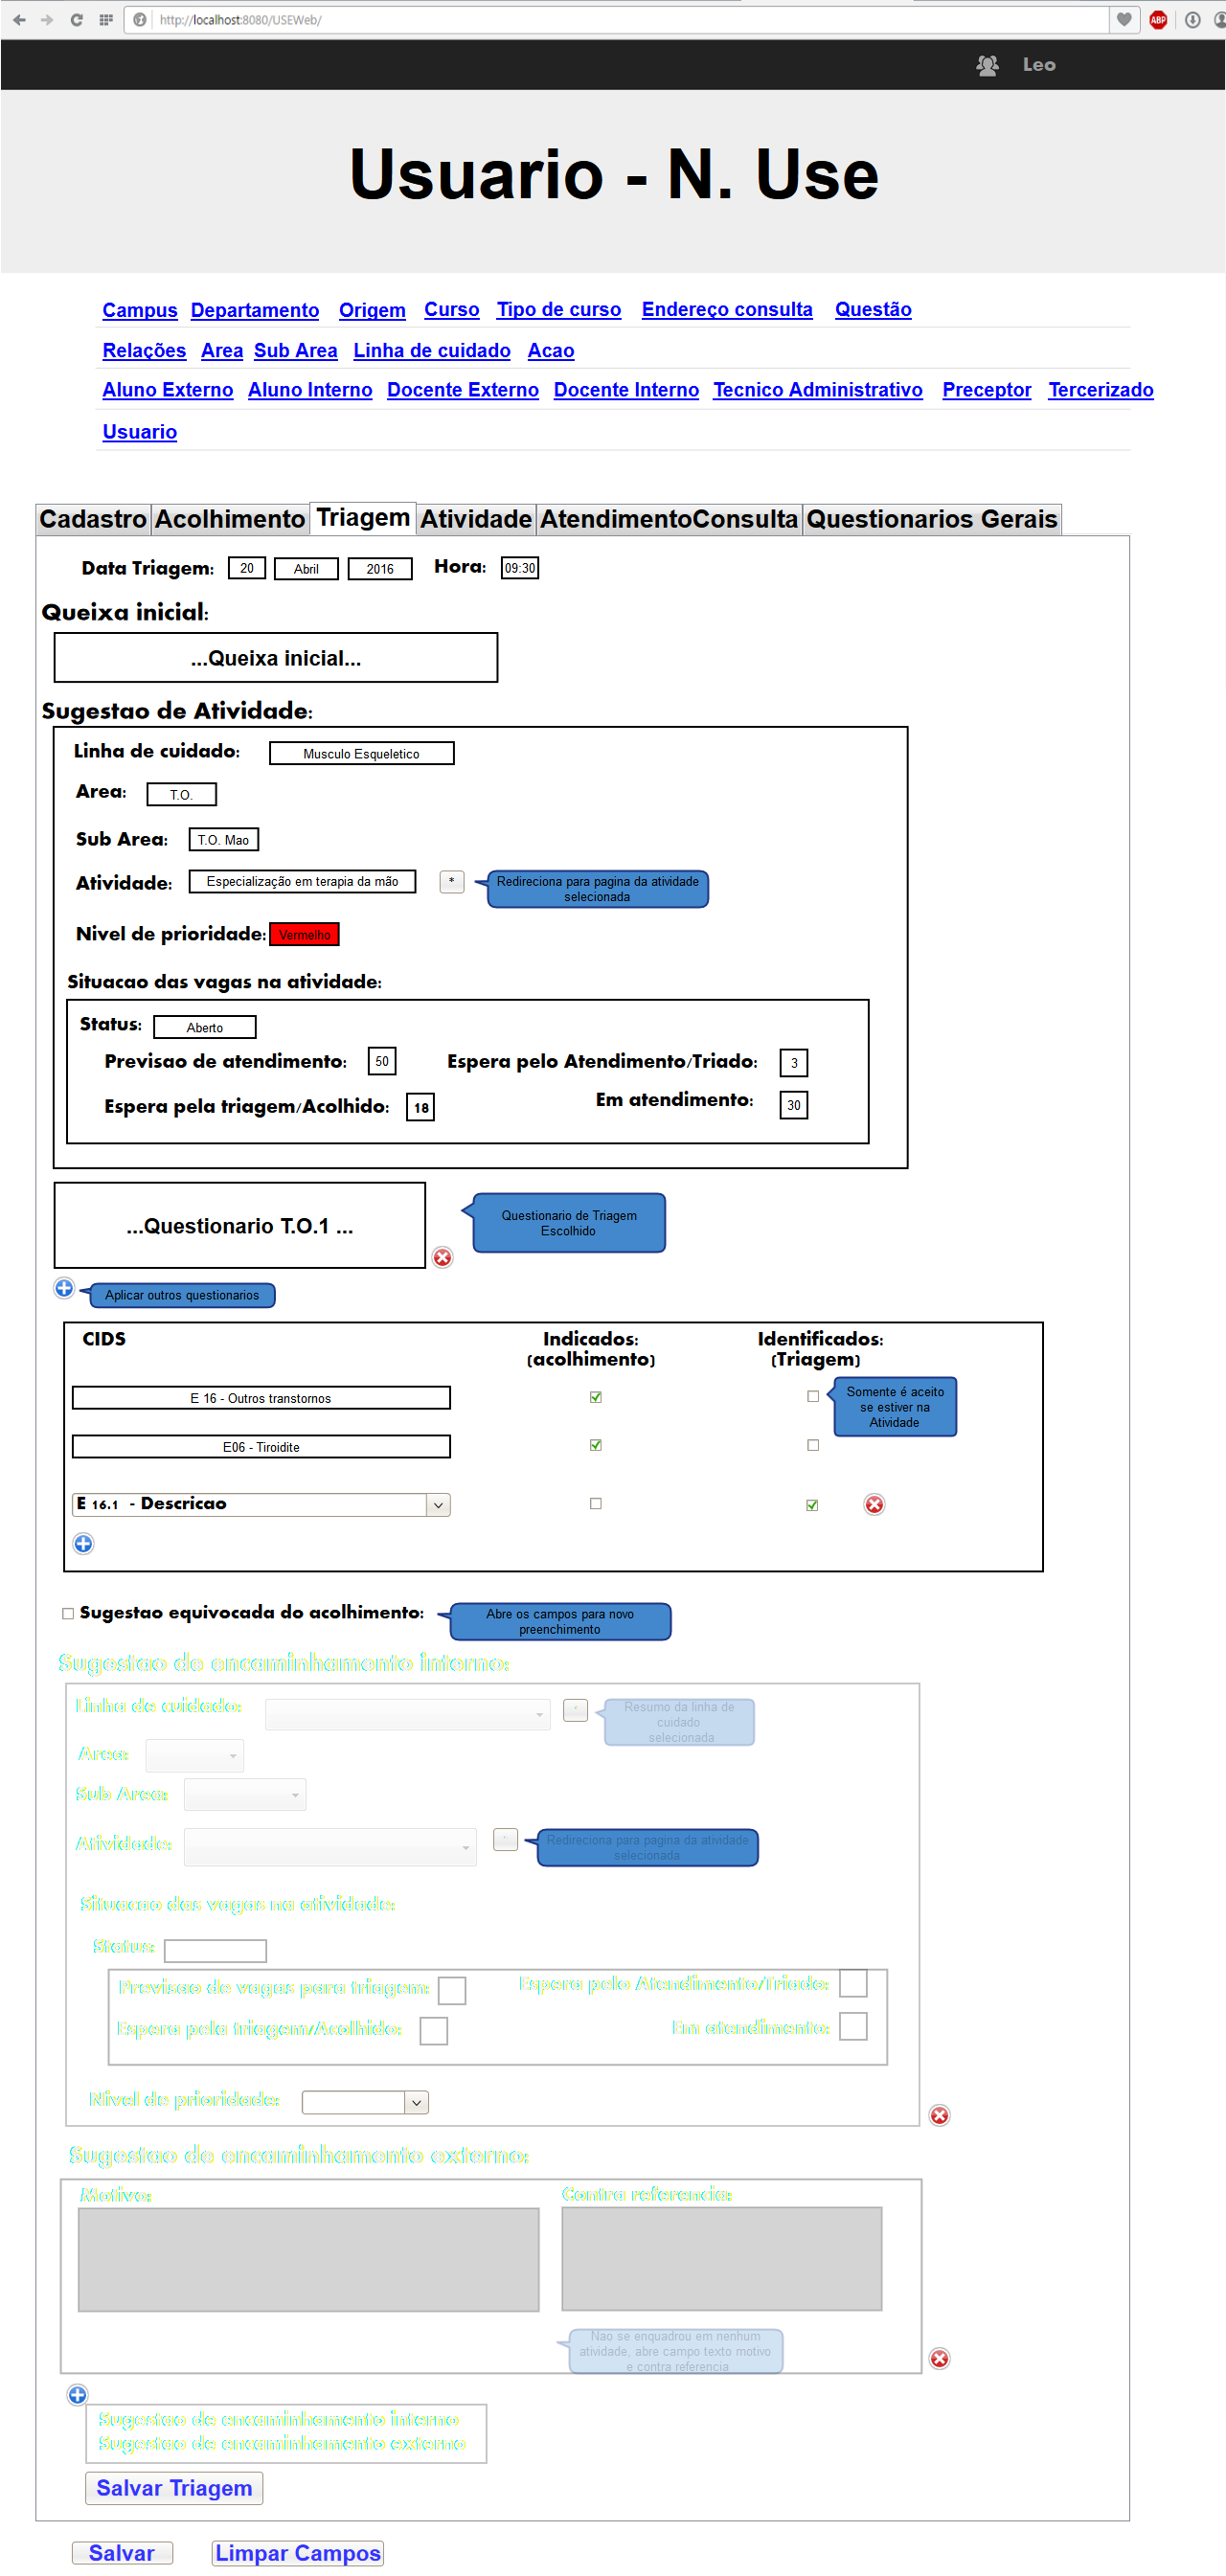 http://localhost:8080/USEWeb/
ABP
Leo
Usuario - N. Use
Campus Departamento Origem Curso Tipo de curso Endereço consulta Questão
Relações Area Sub Area Linha de cuidado Acao
Aluno Externo Aluno Interno Docente Externo Docente Interno Tecnico Administrativo Preceptor Tercerizado
Usuario
Cadastro Acolhimento Triagem Atividade AtendimentoConsulta Questionarios Gerais
Data Triagem: 20 Abril 2016 Hora: 09:30
Queixa inicial:
...Queixa inicial...
Sugestao de Atividade:
Linha de cuidado: Musculo Esqueletico
Area: T.O.
Sub Area: T.O. Mao
Atividade: Especialização em terapia da mão *
Redireciona para pagina da atividade
selecionada
Nivel de prioridade: Vermelho
Situacao das vagas na atividade:
Status: Aberto
Previsao de atendimento: 50 Espera pelo Atendimento/Triado: 3
Espera pela triagem/Acolhido: 18 Em atendimento: 30
...Questionario T.O.1 ...
Questionario de Triagem
Escolhido
Aplicar outros questionarios
CIDS Indicados: Identificados:
(acolhimento) (Triagem)
E 16 - Outros transtornos
Somente é aceito
se estiver na
Atividade
E06 - Tiroidite
E 16.1 - Descricao
Sugestao equivocada do acolhimento:
Abre os campos para novo
preenchimento
Sugestao de encaminhamento interno:
Linha de cuidado:
Resumo da linha de
cuidado
selecionada
Area:
Sub Area:
Atividade:
Redireciona para pagina da atividade
selecionada
Situacao das vagas na atividade:
Status:
Previsao de vagas para triagem: Espera pelo Atendimento/Triado:
Espera pela triagem/Acolhido: Em atendimento:
Nivel de prioridade:
Sugestao de encaminhamento externo:
Motivo: Contra referencia:
Nao se enquadrou em nenhum
atividade, abre campo texto motivo
e contra referencia
Sugestao de encaminhamento interno
Sugestao de encaminhamento externo
Salvar Triagem
Salvar Limpar Campos